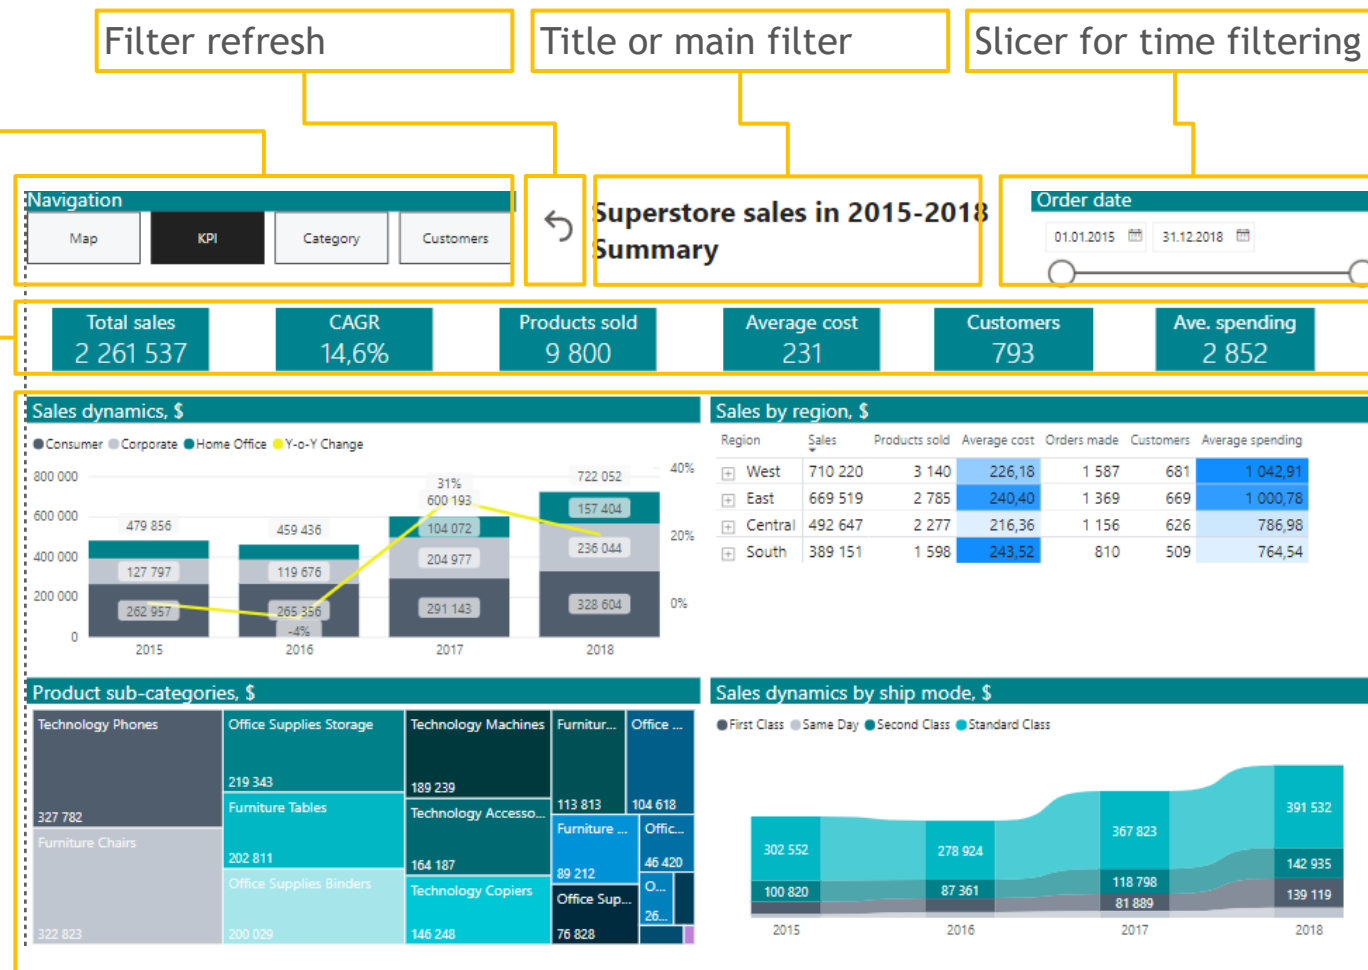 Filter refresh
Title or main filter
Slicer for time filtering
Navigation
Map KPI Category Customers
Superstore sales in 2015-2018
Summary
Order date
01.01.2015 31.12.2018
Total sales
2 261 537
CAGR
14,6%
Products sold
9 800
Average cost
231
Customers
793
Ave. spending
2 852
Sales dynamics, $
Consumer Corporate Home Office Y-o-Y Change
800 000
600 000
400 000
200 000
0
40%
20%
0%
479 856
127 797
262 957
459 436
119 676
265 356
-4%
31%
600 193
104 072
204 977
291 143
722 052
157 404
236 044
328 604
2015 2016 2017 2018
Sales by region, $
Region Sales Products sold Average cost Orders made Customers Average spending
West 710 220 3 140 226,18 1 587 681 1 042,91
East 669 519 2 785 240,40 1 369 669 1 000,78
Central 492 647 2 277 216,36 1 156 626 786,98
South 389 151 1 598 243,52 810 509 764,54
Product sub-categories, $
Technology Phones
327 782
Furniture Chairs
322 823
Office Supplies Storage
219 343
Furniture Tables
202 811
Office Supplies Binders
200 029
Technology Machines
189 239
Technology Accesso...
164 187
Technology Copiers
146 248
Furnitur...
113 813
Office ...
104 618
Furniture ...
89 212
Office Sup...
76 828
Offic...
46 420
O...
26...
Sales dynamics by ship mode, $
First Class Same Day Second Class Standard Class
302 552
100 820
278 924
87 361
367 823
118 798
81 889
391 532
142 935
139 119
2015 2016 2017 2018